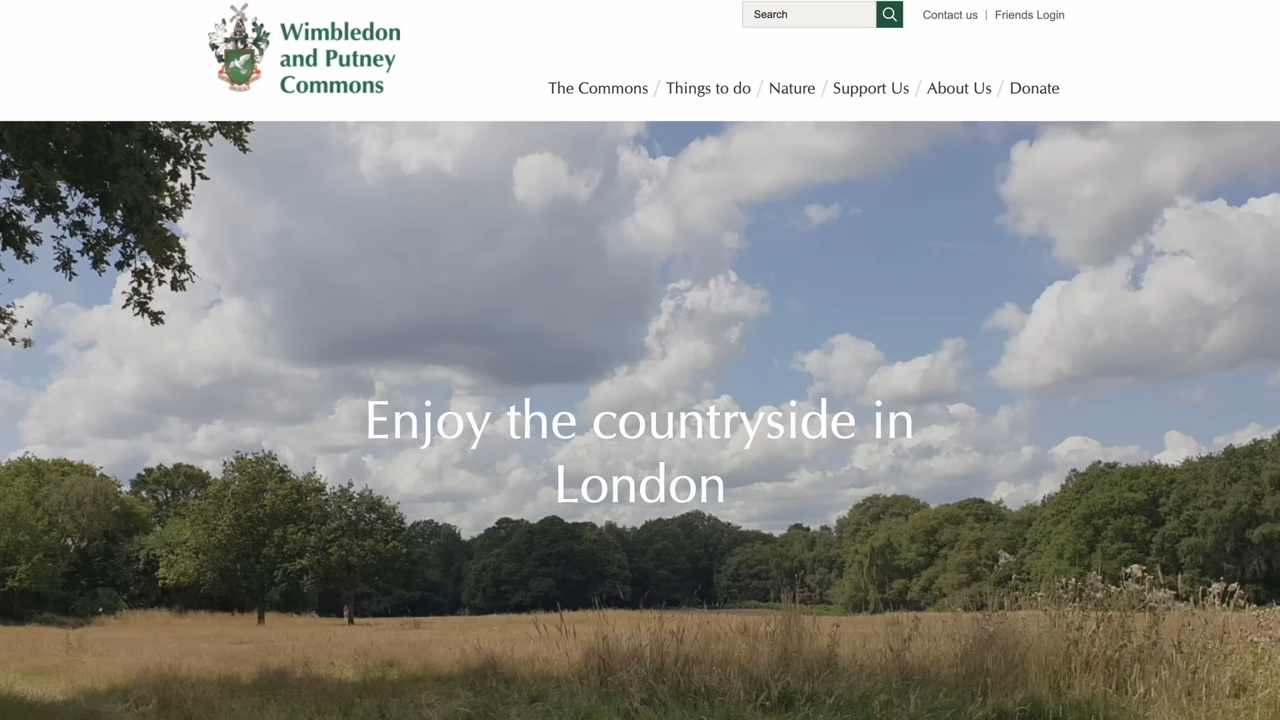 Wimbledon
and Putney
Commons
Search
Contact us | Friends Login
The Commons / Things to do / Nature / Support Us / About Us / Donate
Enjoy the countryside in
London